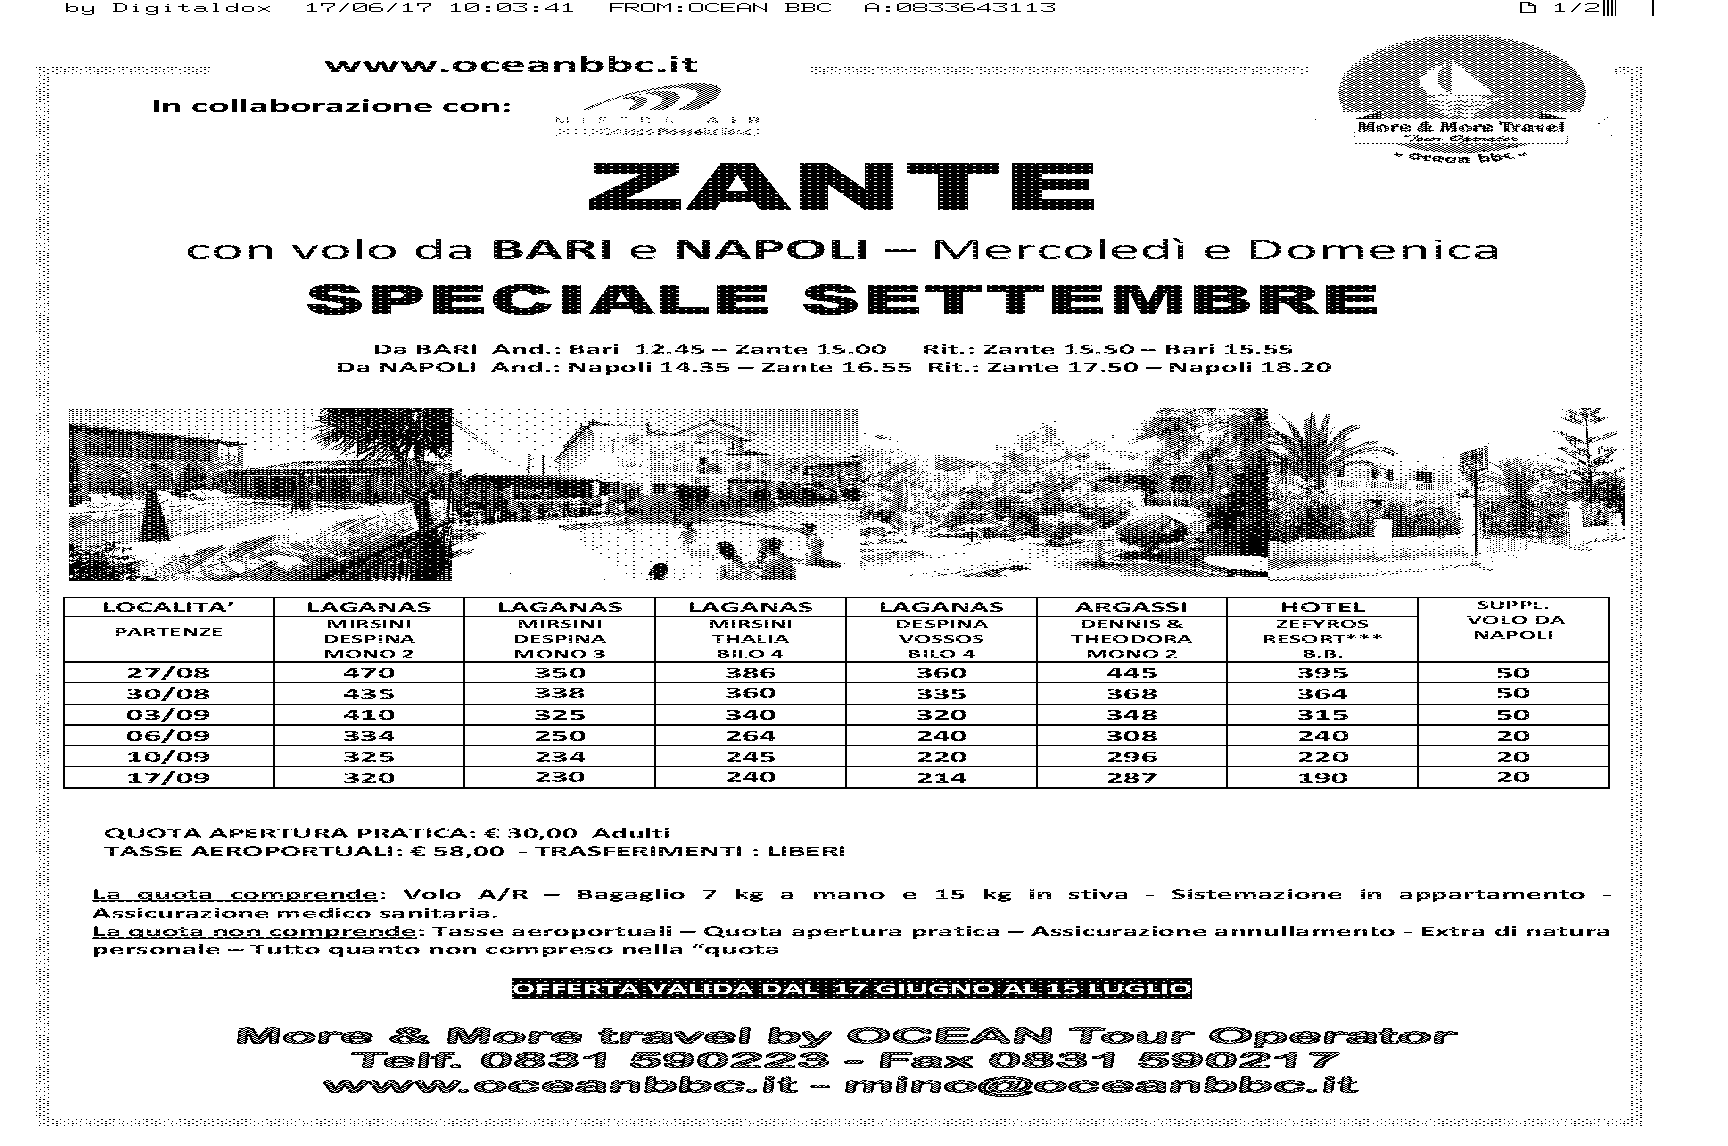 by Digitaldox 17/06/17 10:03:41 FROM:OCEAN BBC A:0833643113 1/2
www.oceanbbc.it
In collaborazione con:
More & More Travel
Tour Operator
" ocean bbc "
ZANTE
con volo da BARI e NAPOLI – Mercoledì e Domenica
SPECIALE SETTEMBRE
Da BARI And.: Bari 12.45 – Zante 15.00 Rit.: Zante 15.50 – Bari 15.55
Da NAPOLI And.: Napoli 14.35 – Zante 16.55 Rit.: Zante 17.50 – Napoli 18.20
LOCALITA' LAGANAS LAGANAS LAGANAS LAGANAS ARGASSI HOTEL SUPPL. VOLO DA NAPOLI
PARTENZE MIRSINI DESPINA MONO 2 MIRSINI DESPINA MONO 3 MIRSINI THALIA BILO 4 DESPINA VOSSOS BILO 4 DENNIS & THEODORA MONO 2 ZEFYROS RESORT*** B.B.
27/08 470 350 386 360 445 395 50
30/08 435 338 360 335 368 364 50
03/09 410 325 340 320 348 315 50
06/09 334 250 264 240 308 240 20
10/09 325 234 245 220 296 220 20
17/09 320 230 240 214 287 190 20
QUOTA APERTURA PRATICA: € 30,00 Adulti
TASSE AEROPORTUALI: € 58,00 - TRASFERIMENTI : LIBERI
La quota comprende: Volo A/R – Bagaglio 7 kg a mano e 15 kg in stiva - Sistemazione in appartamento -
Assicurazione medico sanitaria.
La quota non comprende: Tasse aeroportuali – Quota apertura pratica – Assicurazione annullamento - Extra di natura
personale – Tutto quanto non compreso nella "quota
OFFERTA VALIDA DAL 17 GIUGNO AL 15 LUGLIO
More & More travel by OCEAN Tour Operator
Telf. 0831 590223 - Fax 0831 590217
www.oceanbbc.it - mino@oceanbbc.it